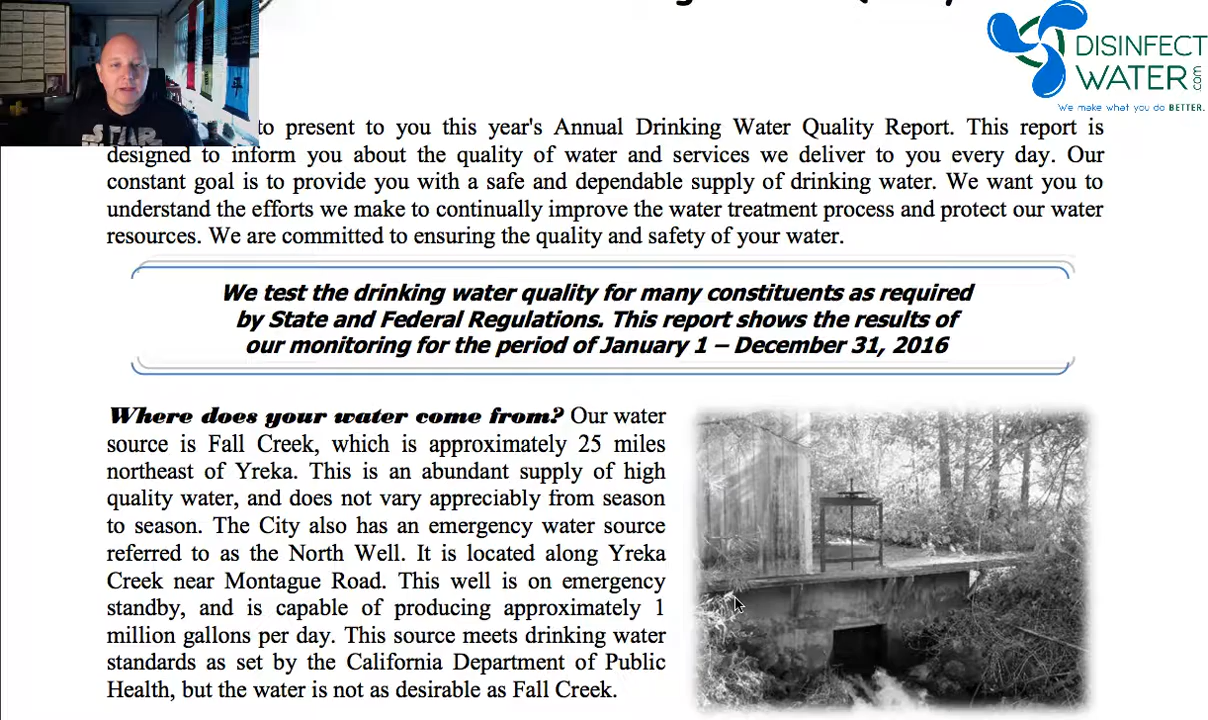 DISINFECT
WATER.com
We make what you do BETTER.
STAR
to present to you this year's Annual Drinking Water Quality Report. This report is
designed to inform you about the quality of water and services we deliver to you every day. Our
constant goal is to provide you with a safe and dependable supply of drinking water. We want you to
understand the efforts we make to continually improve the water treatment process and protect our water
resources. We are committed to ensuring the quality and safety of your water.
We test the drinking water quality for many constituents as required
by State and Federal Regulations. This report shows the results of
our monitoring for the period of January 1 – December 31, 2016
Where does your water come from? Our water
source is Fall Creek, which is approximately 25 miles
northeast of Yreka. This is an abundant supply of high
quality water, and does not vary appreciably from season
to season. The City also has an emergency water source
referred to as the North Well. It is located along Yreka
Creek near Montague Road. This well is on emergency
standby, and is capable of producing approximately 1
million gallons per day. This source meets drinking water
standards as set by the California Department of Public
Health, but the water is not as desirable as Fall Creek.